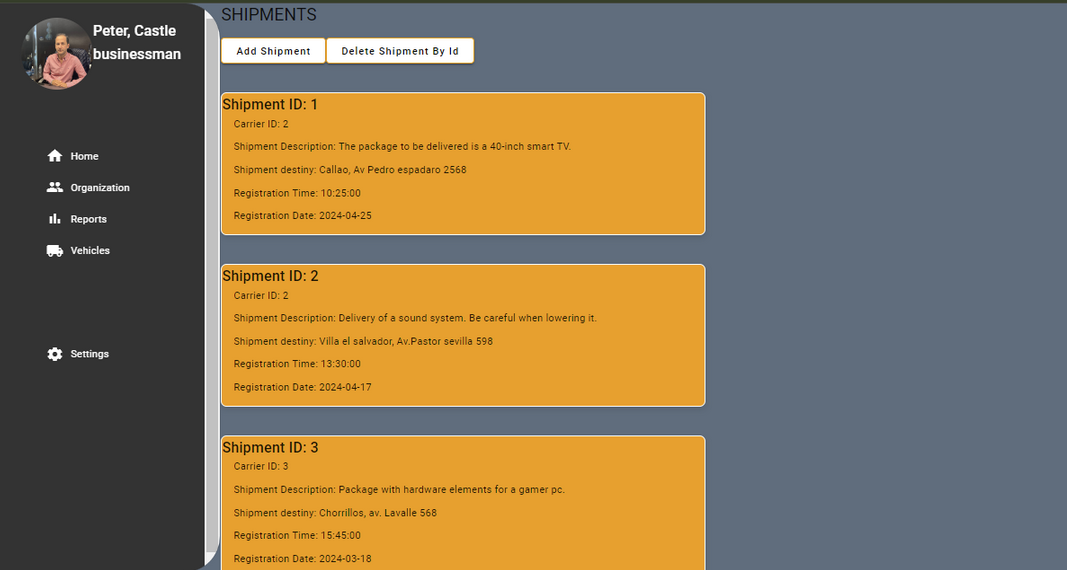 Peter, Castle
businessman
Home
Organization
Reports
Vehicles
Settings
SHIPMENTS
Add Shipment
Delete Shipment By Id
Shipment ID: 1
Carrier ID: 2
Shipment Description: The package to be delivered is a 40-inch smart TV.
Shipment destiny: Callao, Av Pedro espadaro 2568
Registration Time: 10:25:00
Registration Date: 2024-04-25
Shipment ID: 2
Carrier ID: 2
Shipment Description: Delivery of a sound system. Be careful when lowering it.
Shipment destiny: Villa el salvador, Av.Pastor sevilla 598
Registration Time: 13:30:00
Registration Date: 2024-04-17
Shipment ID: 3
Carrier ID: 3
Shipment Description: Package with hardware elements for a gamer pc.
Shipment destiny: Chorrillos, av. Lavalle 568
Registration Time: 15:45:00
Registration Date: 2024-03-18